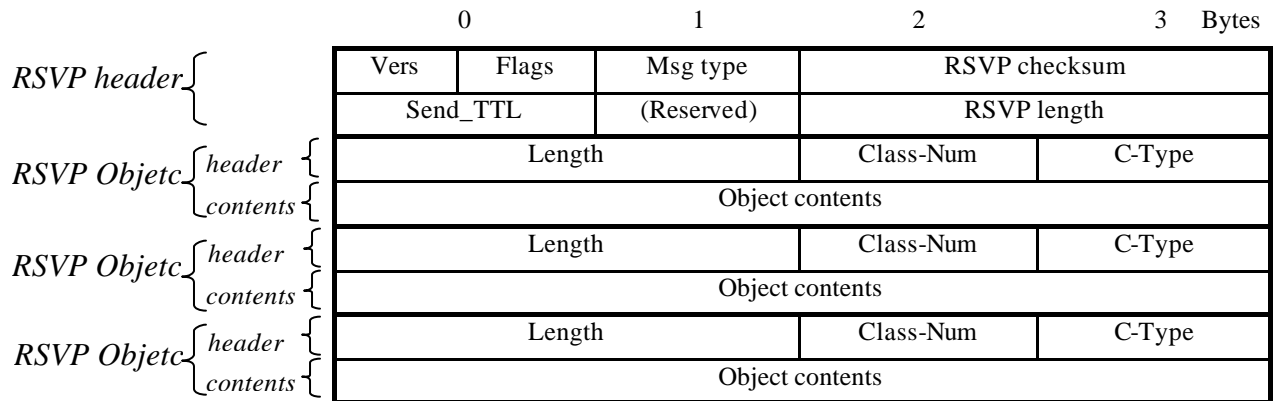 0 1 2 3 Bytes
RSVP header Vers Flags Msg type RSVP checksum
Send_TTL (Reserved) RSVP length
RSVP Objetc header Length Class-Num C-Type
contents Object contents
RSVP Objetc header Length Class-Num C-Type
contents Object contents
RSVP Objetc header Length Class-Num C-Type
contents Object contents